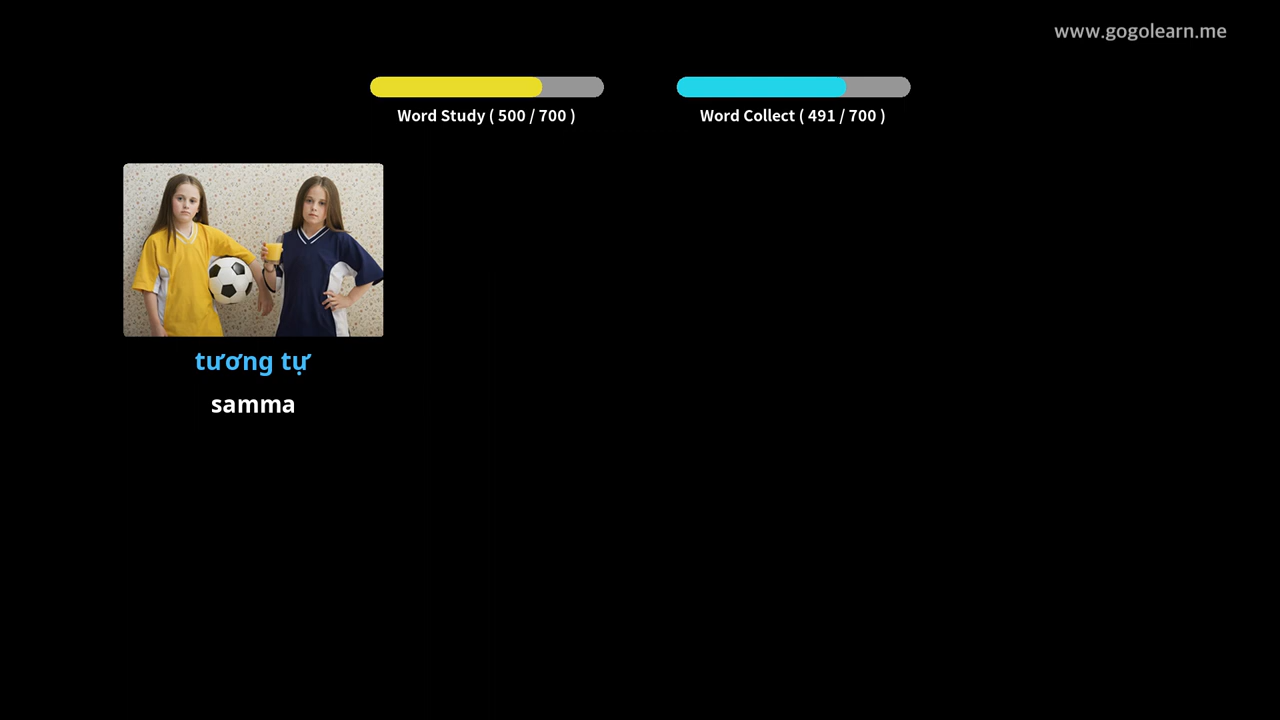 www.gogolearn.me
Word Study ( 500 / 700 )
Word Collect ( 491 / 700 )
tương tự
samma